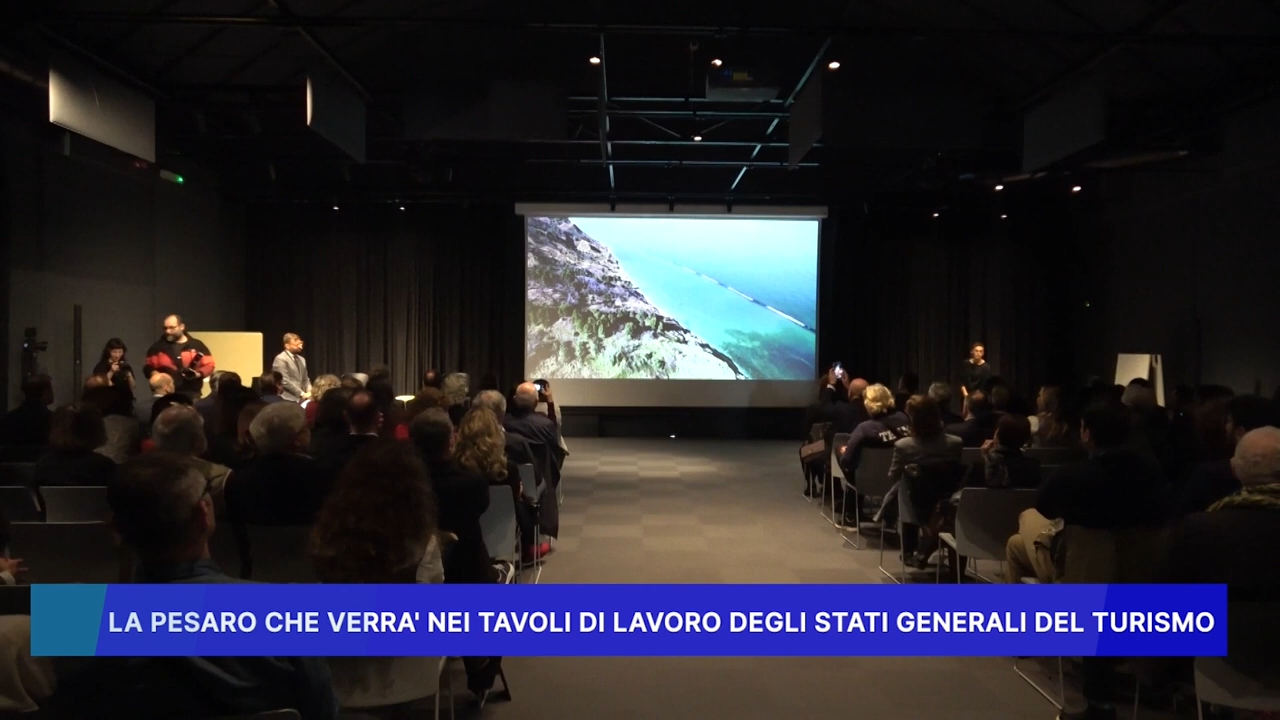 LA PESARO CHE VERRA' NEI TAVOLI DI LAVORO DEGLI STATI GENERALI DEL TURISMO